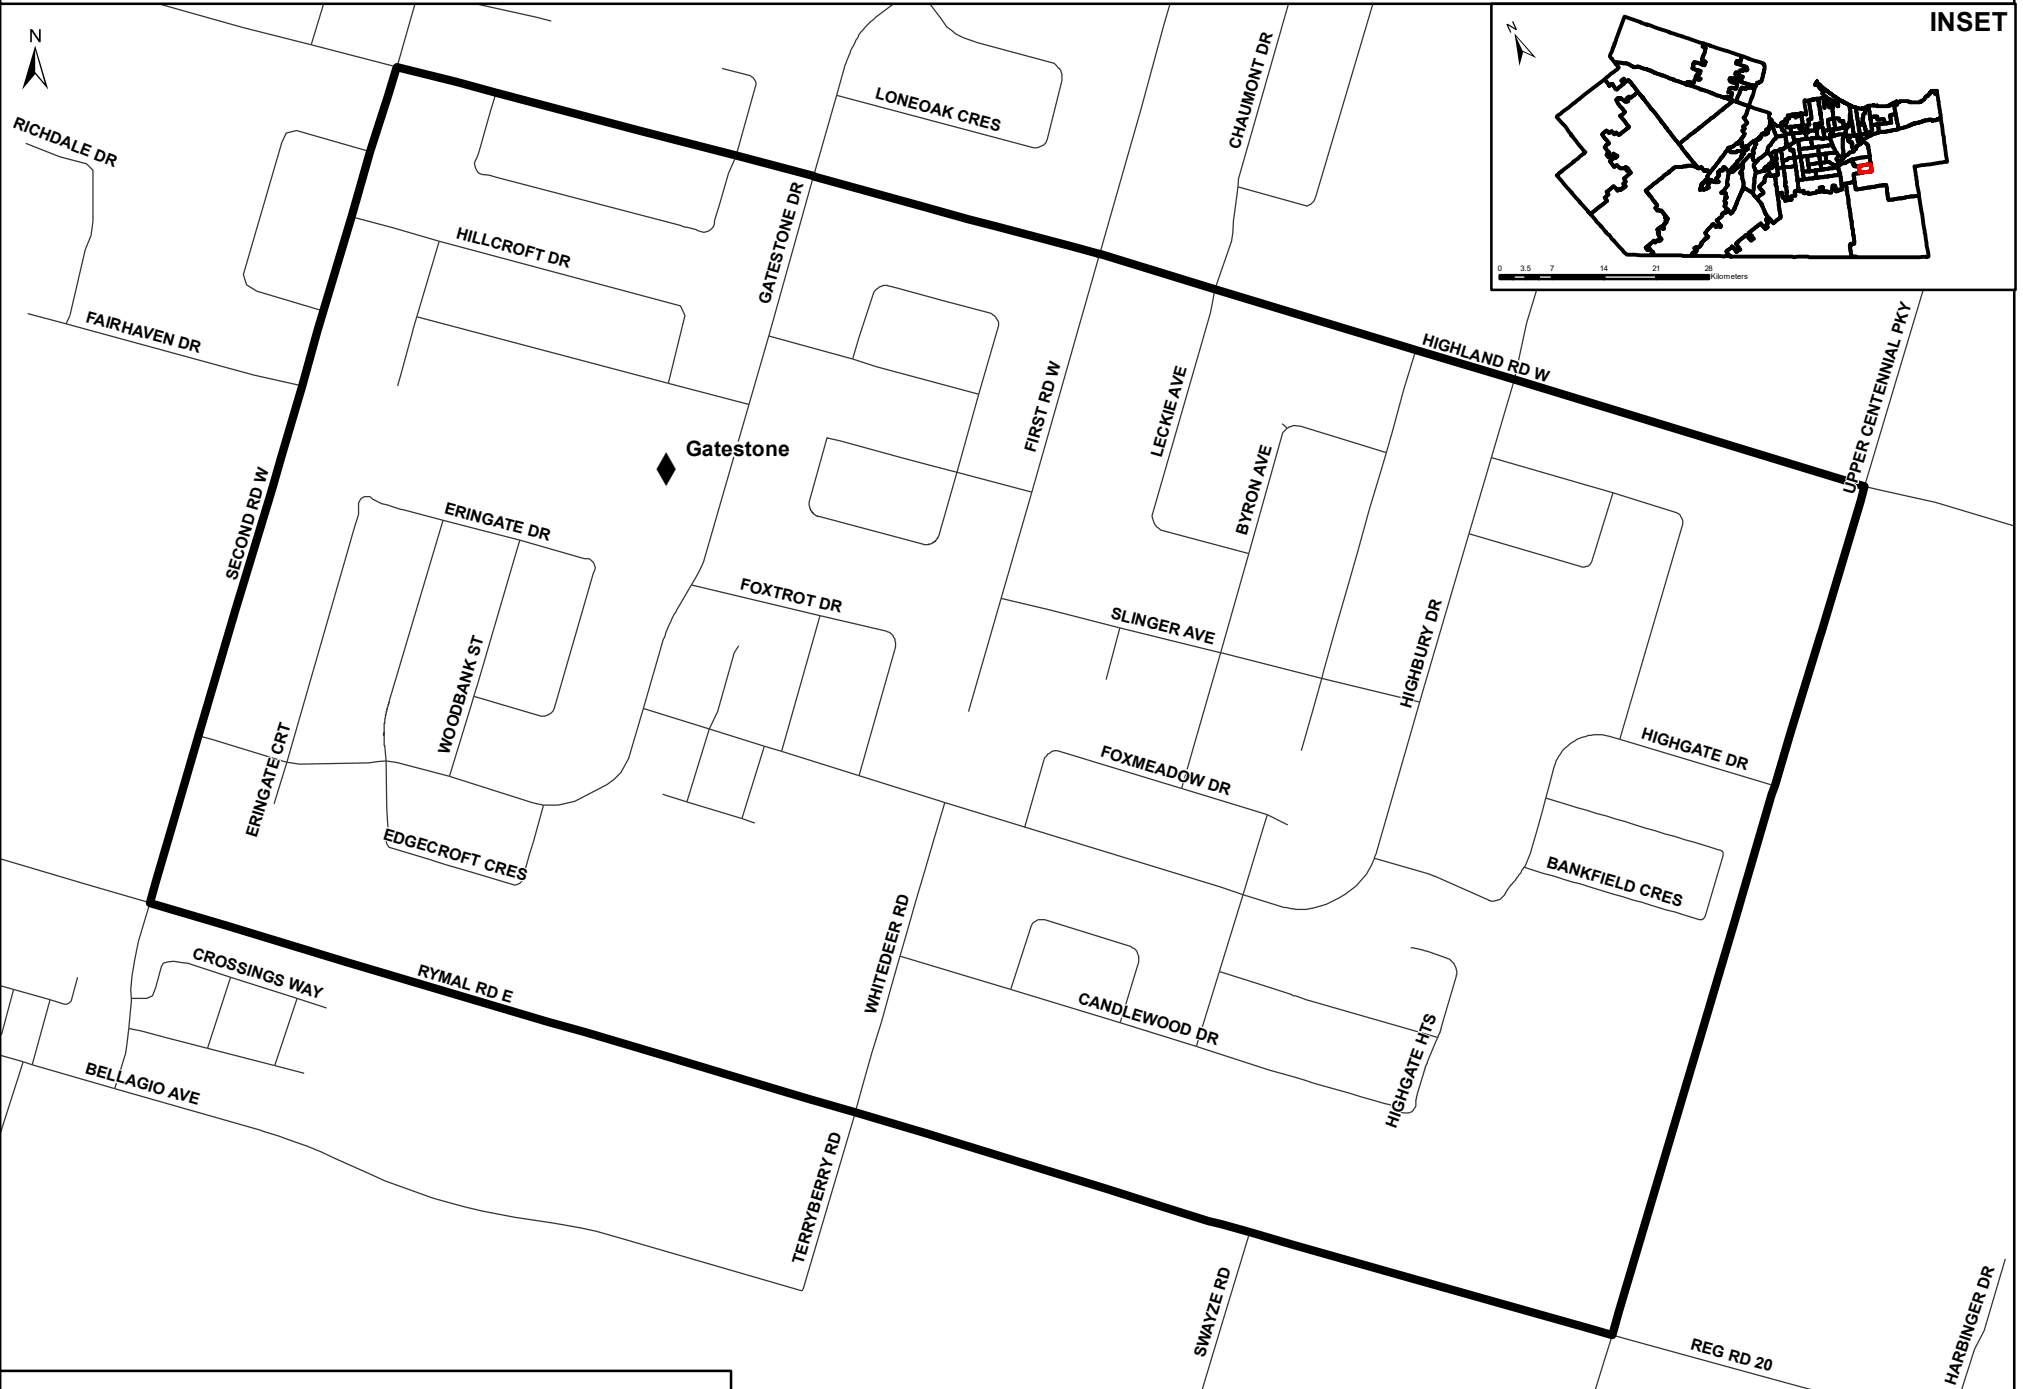 INSET
N
N
0 3.5 7 14 21 28
Kilometers
RICHDALE DR
LONEOAK CRES
CHAUMONT DR
GATESTONE DR
HILLCROFT DR
FAIRHAVEN DR
HIGHLAND RD W
UPPER CENTENNIAL PKY
FIRST RD W
LECKIE AVE
BYRON AVE
Gatestone
SECOND RD W
ERINGATE DR
FOXTROT DR
SLINGER AVE
HIGHBURY DR
WOODBANK ST
ERINGATE CRT
FOXMEADOW DR
HIGHGATE DR
EDGECROFT CRES
BANKFIELD CRES
WHITEDEER RD
CROSSINGS WAY
RYMAL RD E
CANDLEWOOD DR
HIGHGATE HTS
BELLAGIO AVE
TERRYBERRY RD
SWAYZE RD
REG RD 20
HARBINGER DR